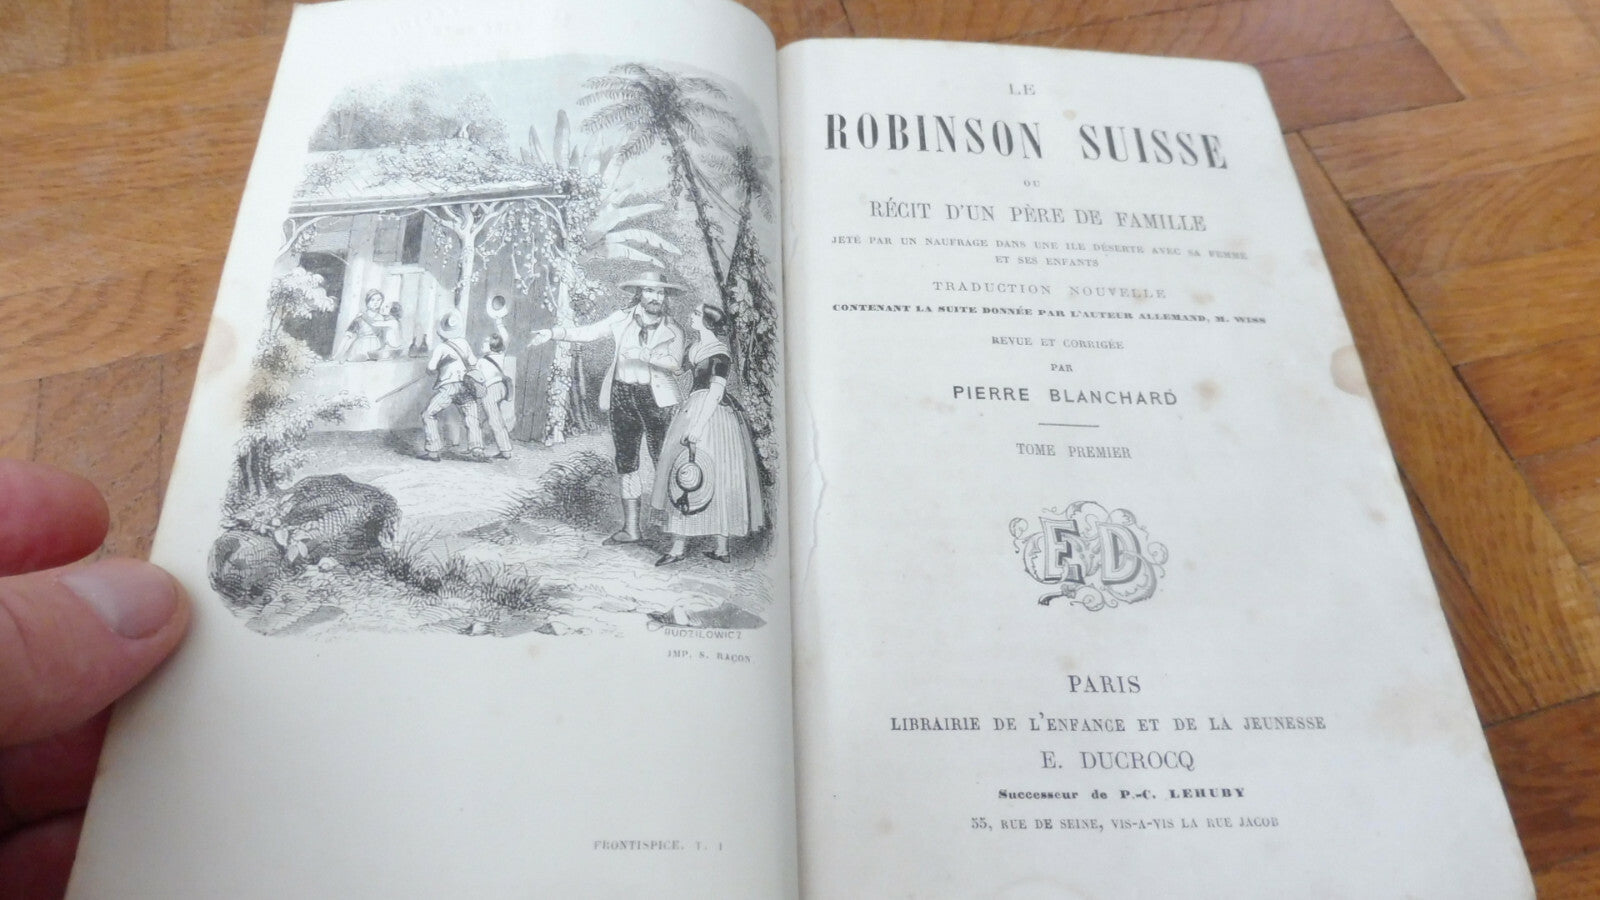 RUDZILOWICZ
IMP. S. RAÇON
FRONTISPICE. T. 1
LE
ROBINSON SUISSE
OU
RÉCIT D'UN PÈRE DE FAMILLE
JETÉ PAR UN NAUFRAGE DANS UNE ILE DÉSERTE AVEC SA FEMME
ET SES ENFANTS
TRADUCTION NOUVELLE
CONTENANT LA SUITE DONNÉE PAR L'AUTEUR ALLEMAND, M. WISS
REVUE ET CORRIGÉE
PAR
PIERRE BLANCHARD
TOME PREMIER
ED
PARIS
LIBRAIRIE DE L'ENFANCE ET DE LA JEUNESSE
E. DUCROCQ
Successeur de P.-C. LEHUBY
55, RUE DE SEINE, VIS-A-VIS LA RUE JACOB